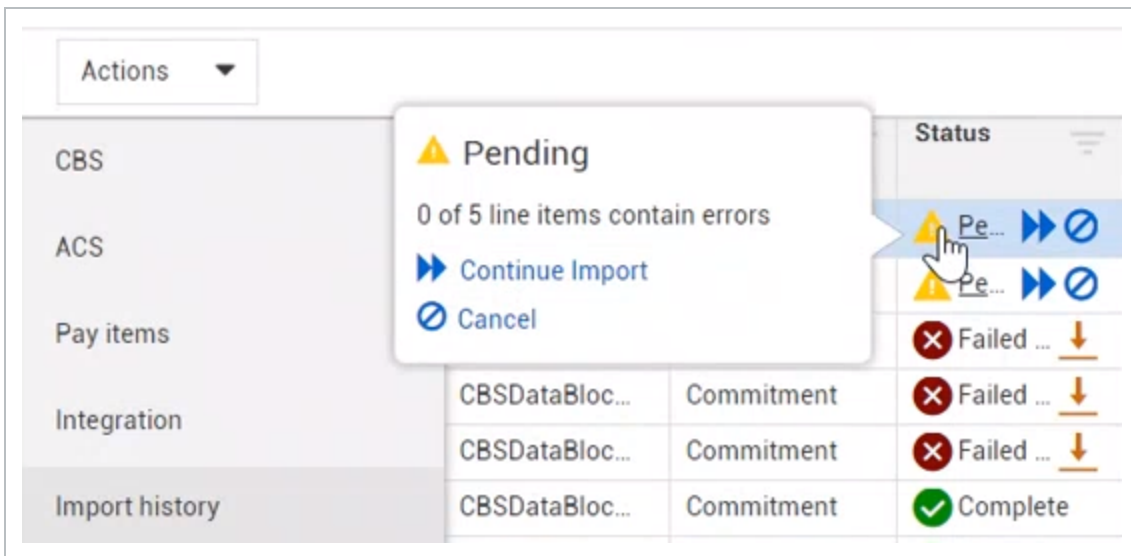 Actions
Status
CBS
ACS
Pay items
Integration
Import history
Pending
0 of 5 line items contain errors
Continue Import
Cancel
Pe...
Pe...
Failed ...
CBSDataBloc... Commitment Failed ...
CBSDataBloc... Commitment Failed ...
CBSDataBloc... Commitment Complete